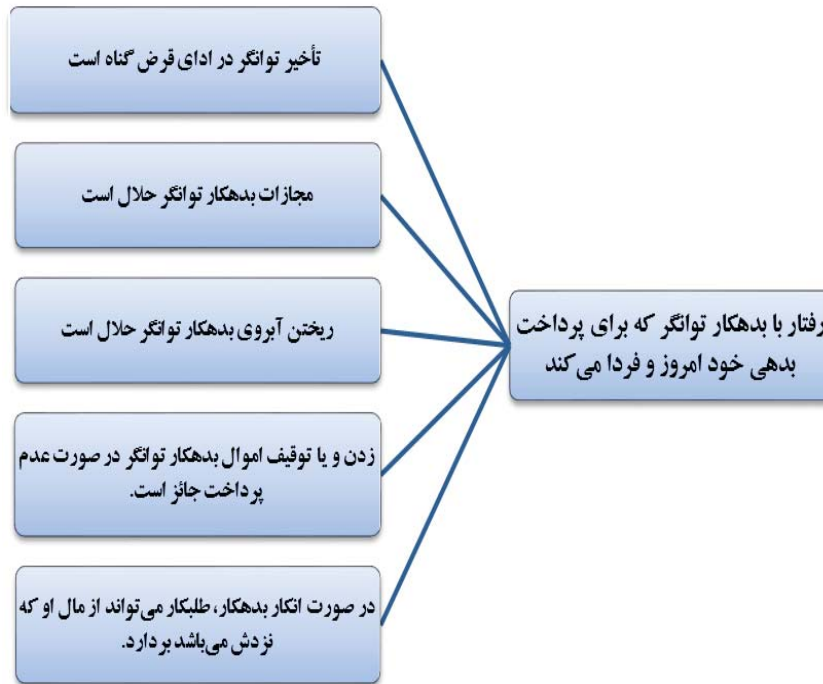 رفتار با بدهکار توانگر که برای پرداخت
بدهی خود امروز و فردا می‌کند
تأخیر توانگر در ادای قرض گناه است
مجازات بدهکار توانگر حلال است
ریختن آبروی بدهکار توانگر حلال است
زدن و یا توقیف اموال بدهکار توانگر در صورت عدم
پرداخت جائز است.
در صورت انکار بدهکار، طلبکار می‌تواند از مال او که
نزدش می‌باشد بردارد.